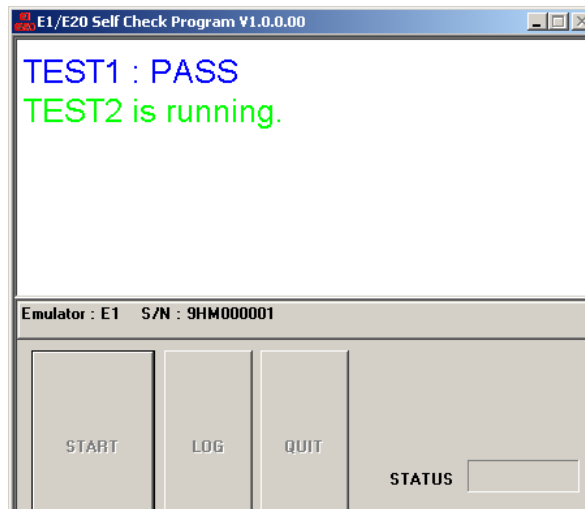 E1/E20 Self Check Program V1.0.0.00
TEST1 : PASS
TEST2 is running.
Emulator : E1 S/N : 9HM000001
START LOG QUIT
STATUS